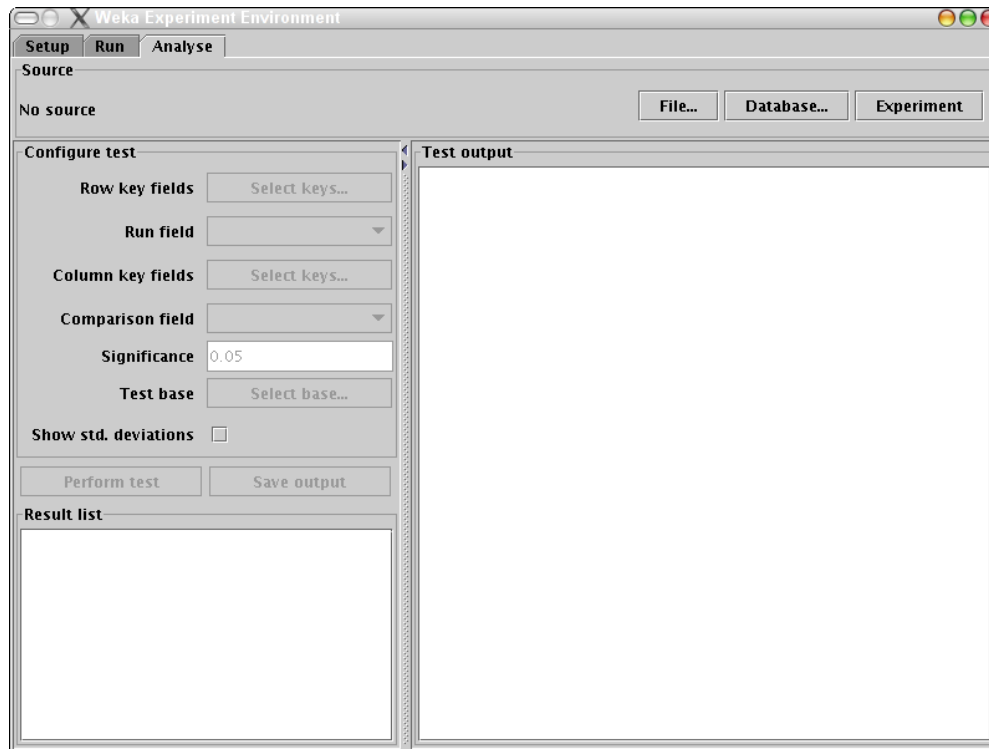 Weka Experiment Environment
Setup Run Analyse
Source
No source
File... Database... Experiment
Configure test
Row key fields Select keys...
Run field
Column key fields Select keys...
Comparison field
Significance 0.05
Test base Select base...
Show std. deviations
Perform test Save output
Result list
Test output